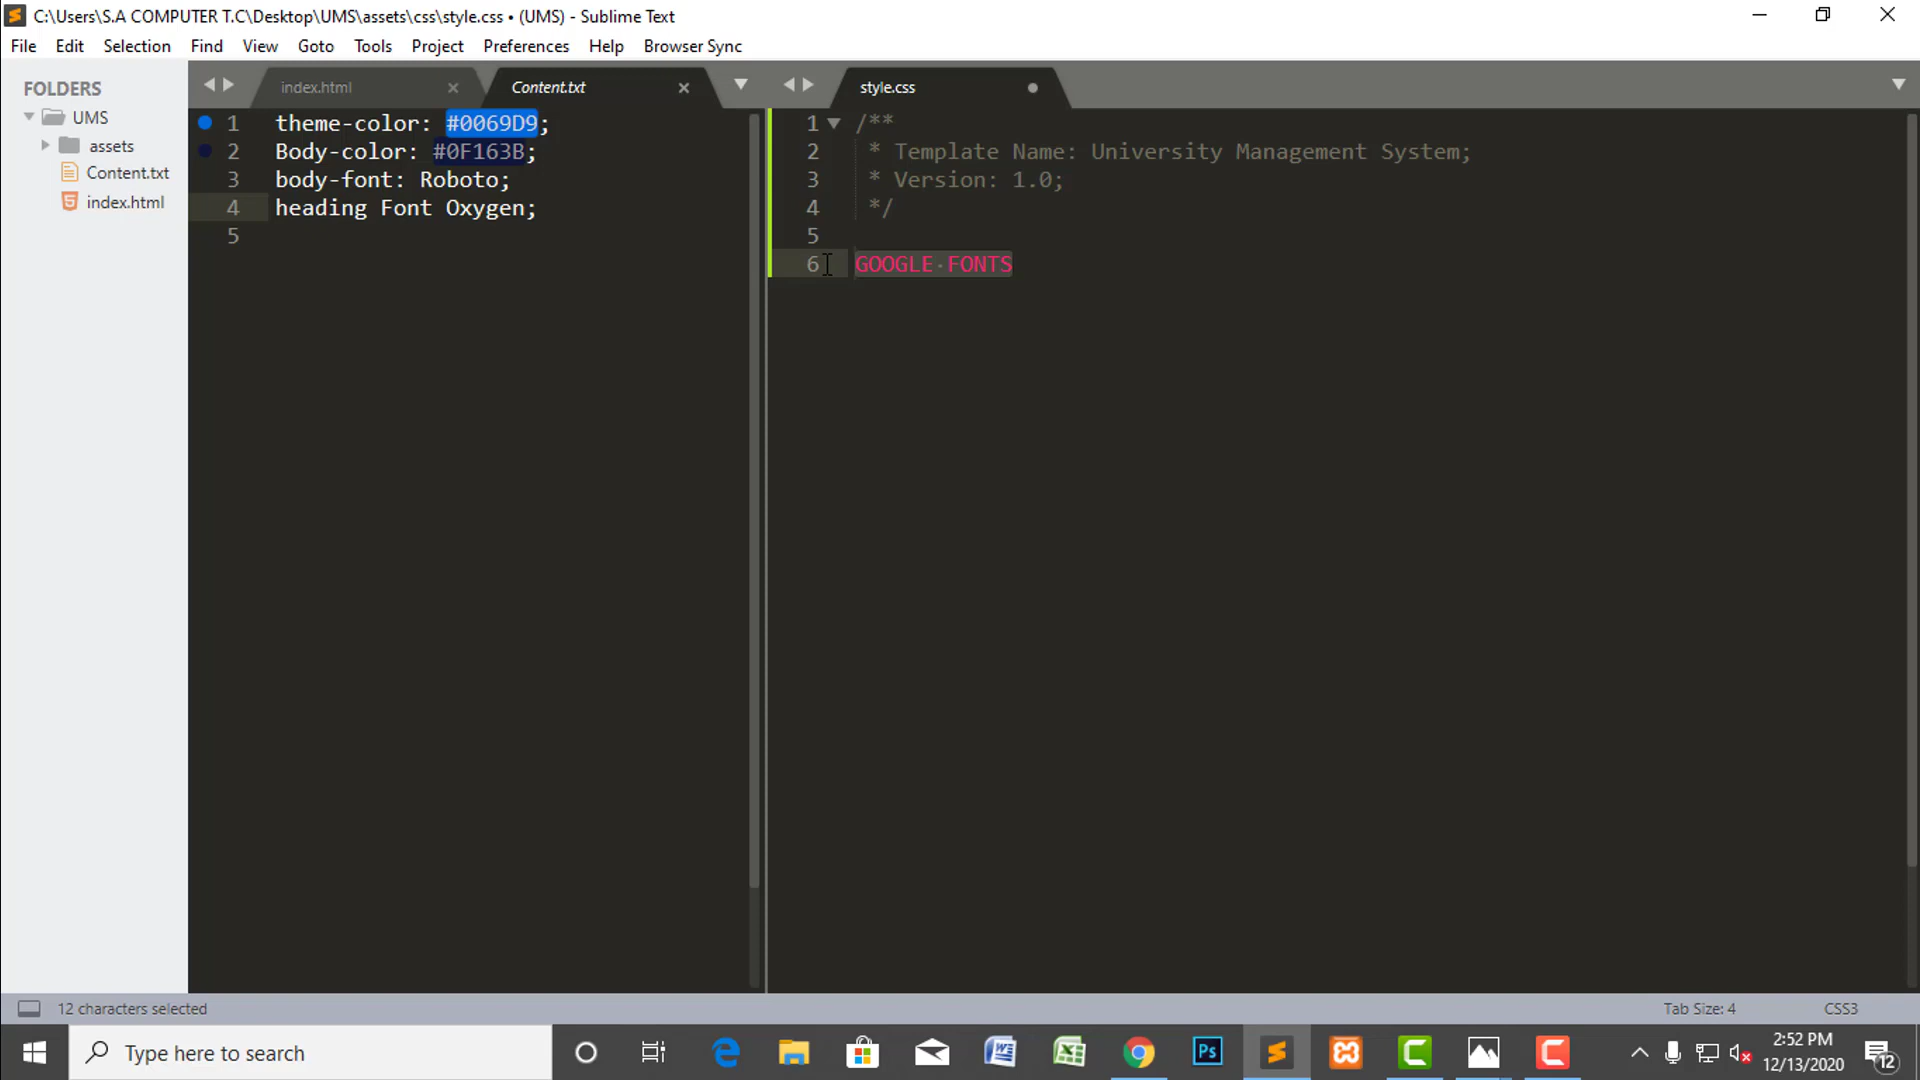 C:\Users\S.A COMPUTER T.C\Desktop\UMS\assets\css\style.css • (UMS) - Sublime Text
File Edit Selection Find View Goto Tools Project Preferences Help Browser Sync
FOLDERS
UMS
assets
Content.txt
index.html
index.html
Content.txt
1 theme-color: #0069D9;
2 Body-color: #0F163B;
3 body-font: Roboto;
4 heading Font Oxygen;
5
style.css
1 /**
2 * Template Name: University Management System;
3 * Version: 1.0;
4 */
5
6 GOOGLE·FONTS
12 characters selected
Tab Size: 4
CSS3
Type here to search
Ps
2:52 PM
12/13/2020
12